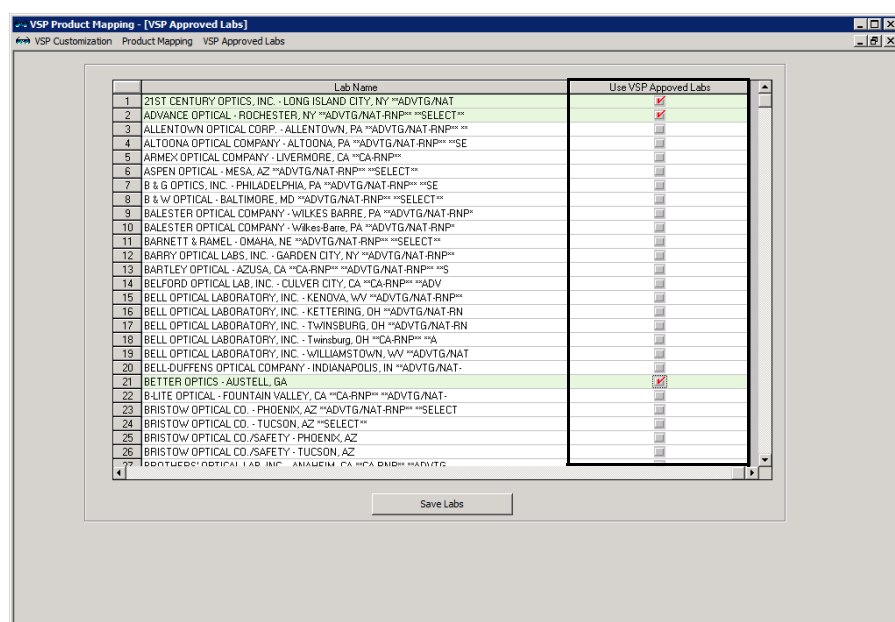 VSP Product Mapping - [VSP Approved Labs]
VSP Customization Product Mapping VSP Approved Labs
Lab Name Use VSP Appoved Labs
1 21ST CENTURY OPTICS, INC. - LONG ISLAND CITY, NY **ADVTG/NAT
2 ADVANCE OPTICAL - ROCHESTER, NY **ADVTG/NAT-RNP** **SELECT**
3 ALLENTOWN OPTICAL CORP. - ALLENTOWN, PA **ADVTG/NAT-RNP** **
4 ALTOONA OPTICAL COMPANY - ALTOONA, PA **ADVTG/NAT-RNP** **SE
5 ARMEX OPTICAL COMPANY - LIVERMORE, CA **CA-RNP**
6 ASPEN OPTICAL - MESA, AZ **ADVTG/NAT-RNP** **SELECT**
7 B & G OPTICS, INC. - PHILADELPHIA, PA **ADVTG/NAT-RNP** **SE
8 B & W OPTICAL - BALTIMORE, MD **ADVTG/NAT-RNP** **SELECT**
9 BALESTER OPTICAL COMPANY - WILKES BARRE, PA **ADVTG/NAT-RNP*
10 BALESTER OPTICAL COMPANY - Wilkes-Barre, PA **ADVTG/NAT-RNP*
11 BARNETT & RAMEL - OMAHA, NE **ADVTG/NAT-RNP** **SELECT**
12 BARRY OPTICAL LABS, INC. - GARDEN CITY, NY **ADVTG/NAT-RNP**
13 BARTLEY OPTICAL - AZUSA, CA **CA-RNP** **ADVTG/NAT-RNP** **S
14 BELFORD OPTICAL LAB, INC. - CULVER CITY, CA **CA-RNP** **ADV
15 BELL OPTICAL LABORATORY, INC. - KENOVA, WV **ADVTG/NAT-RNP**
16 BELL OPTICAL LABORATORY, INC. - KETTERING, OH **ADVTG/NAT-RN
17 BELL OPTICAL LABORATORY, INC. - TWINSBURG, OH **ADVTG/NAT-RN
18 BELL OPTICAL LABORATORY, INC. - Twinsburg, OH **CA-RNP** **A
19 BELL OPTICAL LABORATORY, INC. - WILLIAMSTOWN, WV **ADVTG/NAT
20 BELL-DUFFENS OPTICAL COMPANY - INDIANAPOLIS, IN **ADVTG/NAT-
21 BETTER OPTICS - AUSTELL, GA
22 B-LITE OPTICAL - FOUNTAIN VALLEY, CA **CA-RNP** **ADVTG/NAT-
23 BRISTOW OPTICAL CO. - PHOENIX, AZ **ADVTG/NAT-RNP** **SELECT
24 BRISTOW OPTICAL CO. - TUCSON, AZ **SELECT**
25 BRISTOW OPTICAL CO./SAFETY - PHOENIX, AZ
26 BRISTOW OPTICAL CO./SAFETY - TUCSON, AZ
27 BROTHERS' OPTICAL LAB, INC. - ANAHEIM, CA **CA-RNP** **ADVTG
Save Labs